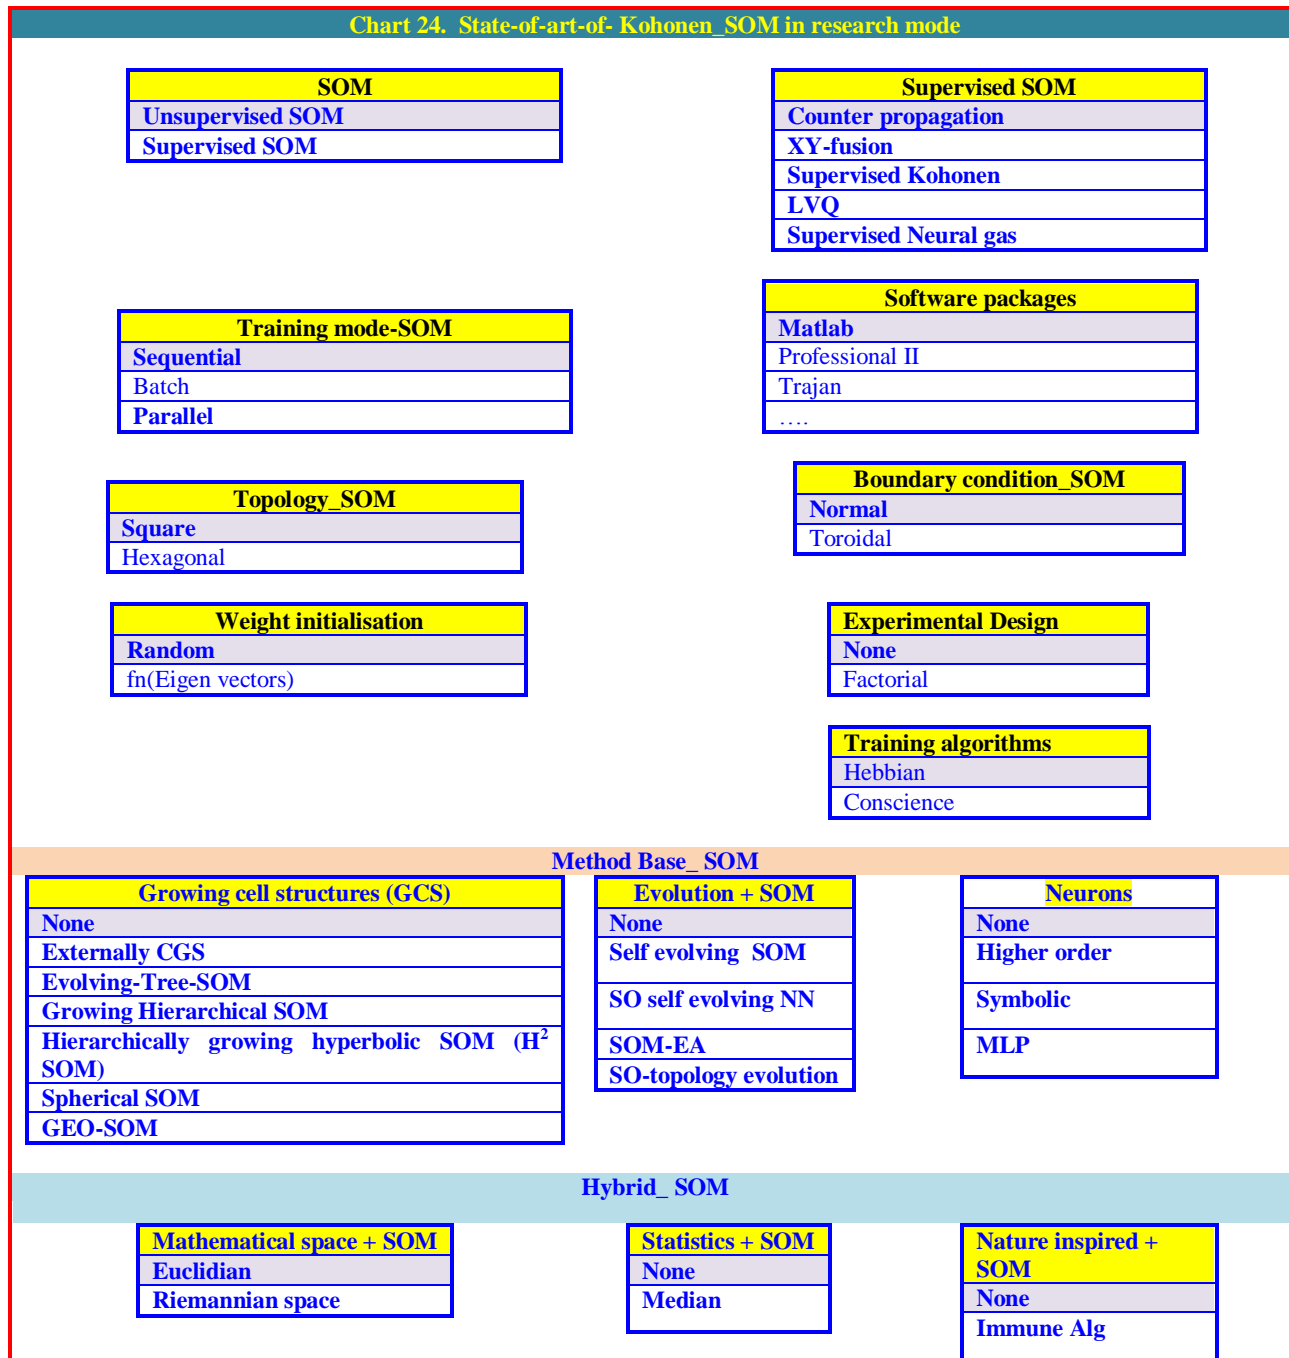 Chart 24. State-of-art-of- Kohonen_SOM in research mode
SOM
Unsupervised SOM
Supervised SOM
Supervised SOM
Counter propagation
XY-fusion
Supervised Kohonen
LVQ
Supervised Neural gas
Training mode-SOM
Sequential
Batch
Parallel
Software packages
Matlab
Professional II
Trajan
….
Topology_SOM
Square
Hexagonal
Boundary condition_SOM
Normal
Toroidal
Weight initialisation
Random
fn(Eigen vectors)
Experimental Design
None
Factorial
Training algorithms
Hebbian
Conscience
Method Base_ SOM
Growing cell structures (GCS)
None
Externally CGS
Evolving-Tree-SOM
Growing Hierarchical SOM
Hierarchically growing hyperbolic SOM (H²
SOM)
Spherical SOM
GEO-SOM
Evolution + SOM
None
Self evolving SOM
SO self evolving NN
SOM-EA
SO-topology evolution
Neurons
None
Higher order
Symbolic
MLP
Hybrid_ SOM
Mathematical space + SOM
Euclidian
Riemannian space
Statistics + SOM
None
Median
Nature inspired +
SOM
None
Immune Alg